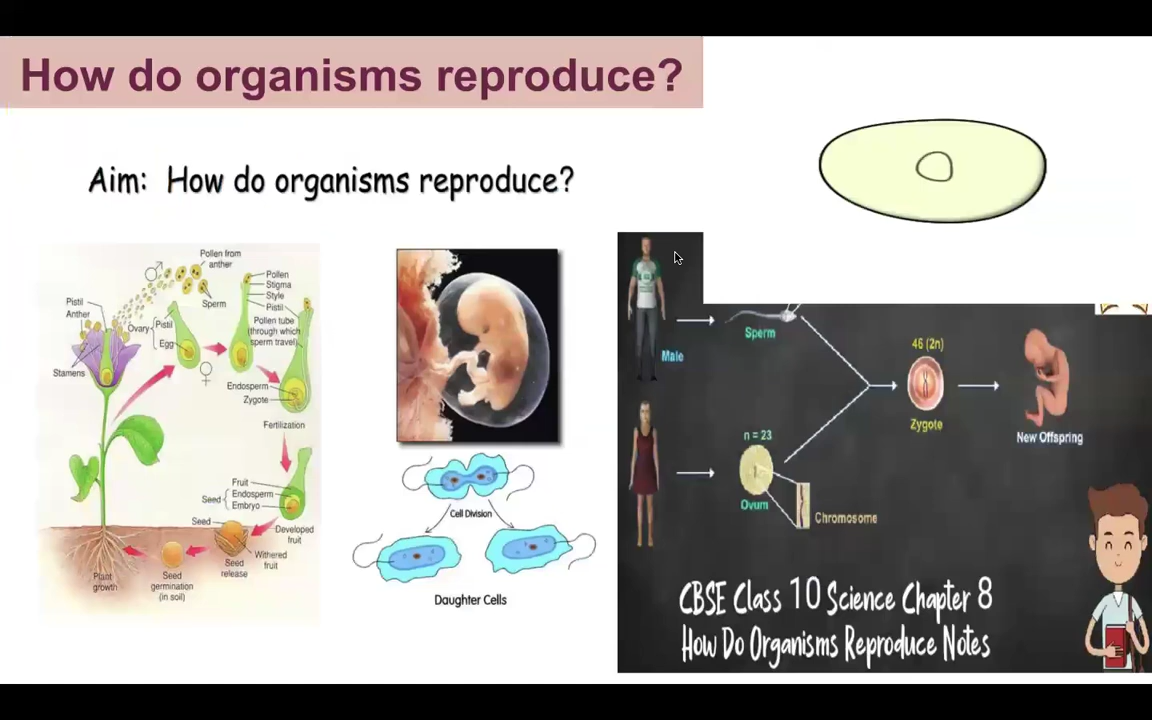 How do organisms reproduce?
Aim: How do organisms reproduce?
Pollen from
anther
Pollen
Stigma
Style
Pistil
Pollen tube
(through which
sperm travel)
Sperm
Pistil
Anther
Ovary
Pistil
Egg
Stamens
Endosperm
Zygote
Fertilization
Fruit
Seed
Endosperm
Embryo
Seed
Developed
fruit
Withered
fruit
Seed
release
Seed
germination
(in soil)
Plant
growth
Cell Division
Daughter Cells
Male
Sperm
46 (2n)
Zygote
New Offspring
n = 23
Ovum
Chromosome
CBSE Class 10 Science Chapter 8
How Do Organisms Reproduce Notes